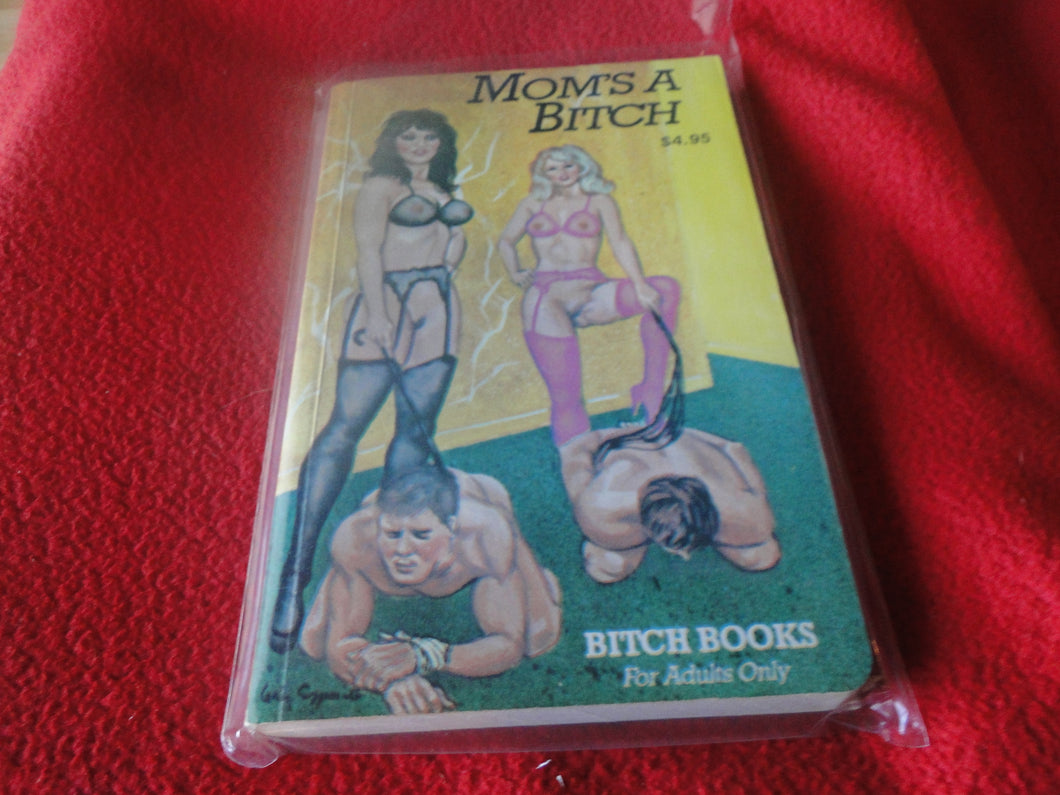 MOM'S A
BITCH
$4.95
BITCH BOOKS
For Adults Only